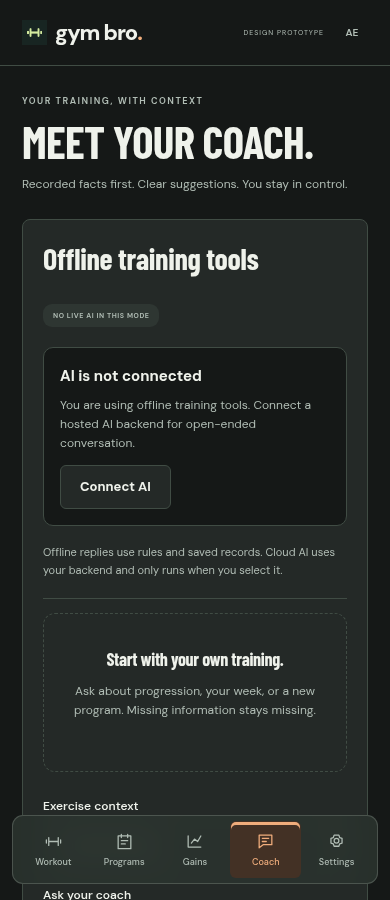 gym bro.
DESIGN PROTOTYPE
AE
YOUR TRAINING, WITH CONTEXT
MEET YOUR COACH.
Recorded facts first. Clear suggestions. You stay in control.
Offline training tools
NO LIVE AI IN THIS MODE
AI is not connected
You are using offline training tools. Connect a
hosted AI backend for open-ended
conversation.
Connect AI
Offline replies use rules and saved records. Cloud AI uses
your backend and only runs when you select it.
Start with your own training.
Ask about progression, your week, or a new
program. Missing information stays missing.
Exercise context
Workout
Programs
Gains
Coach
Settings
Ask your coach